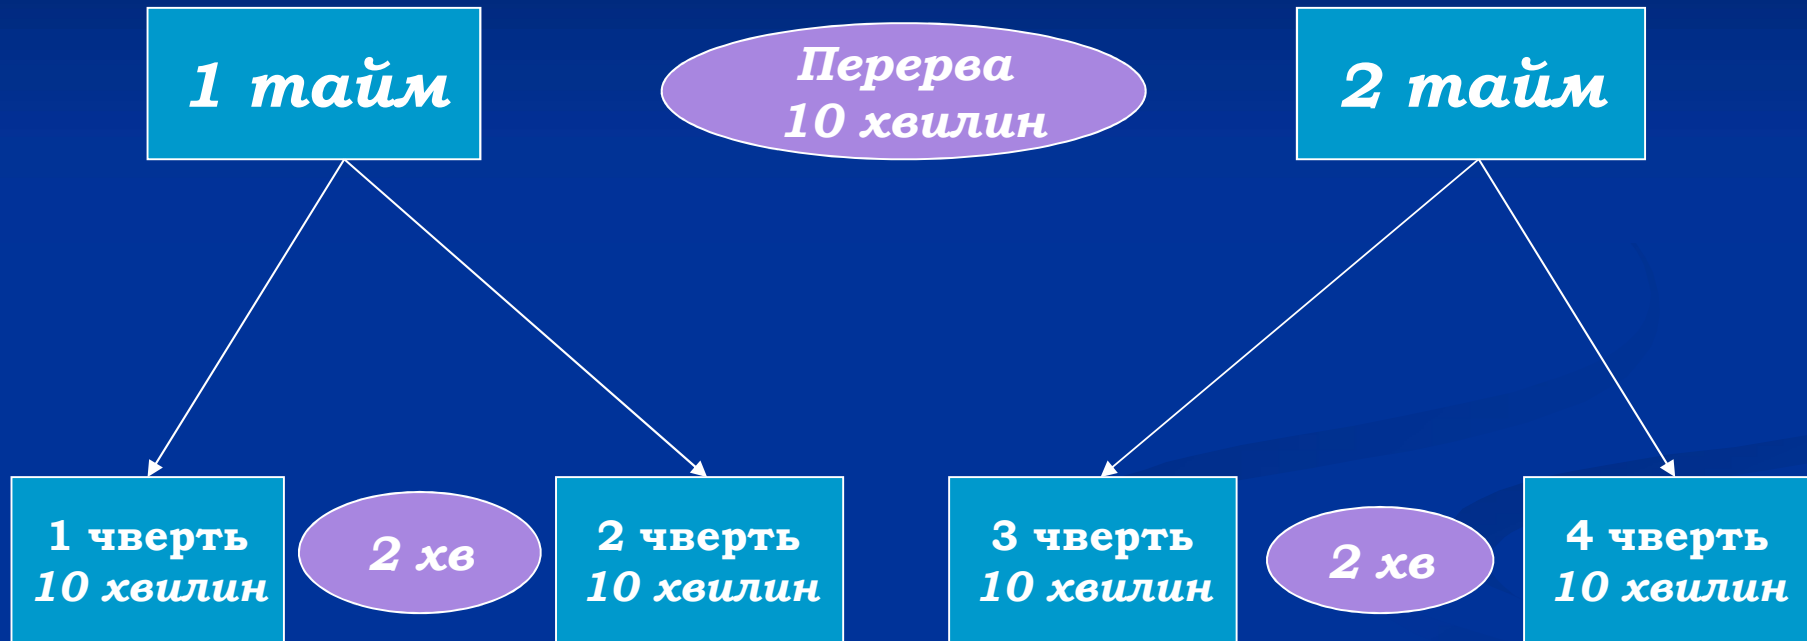 1 тайм
Перерва
10 хвилин
2 тайм
1 чверть
10 хвилин
2 хв
2 чверть
10 хвилин
3 чверть
10 хвилин
2 хв
4 чверть
10 хвилин